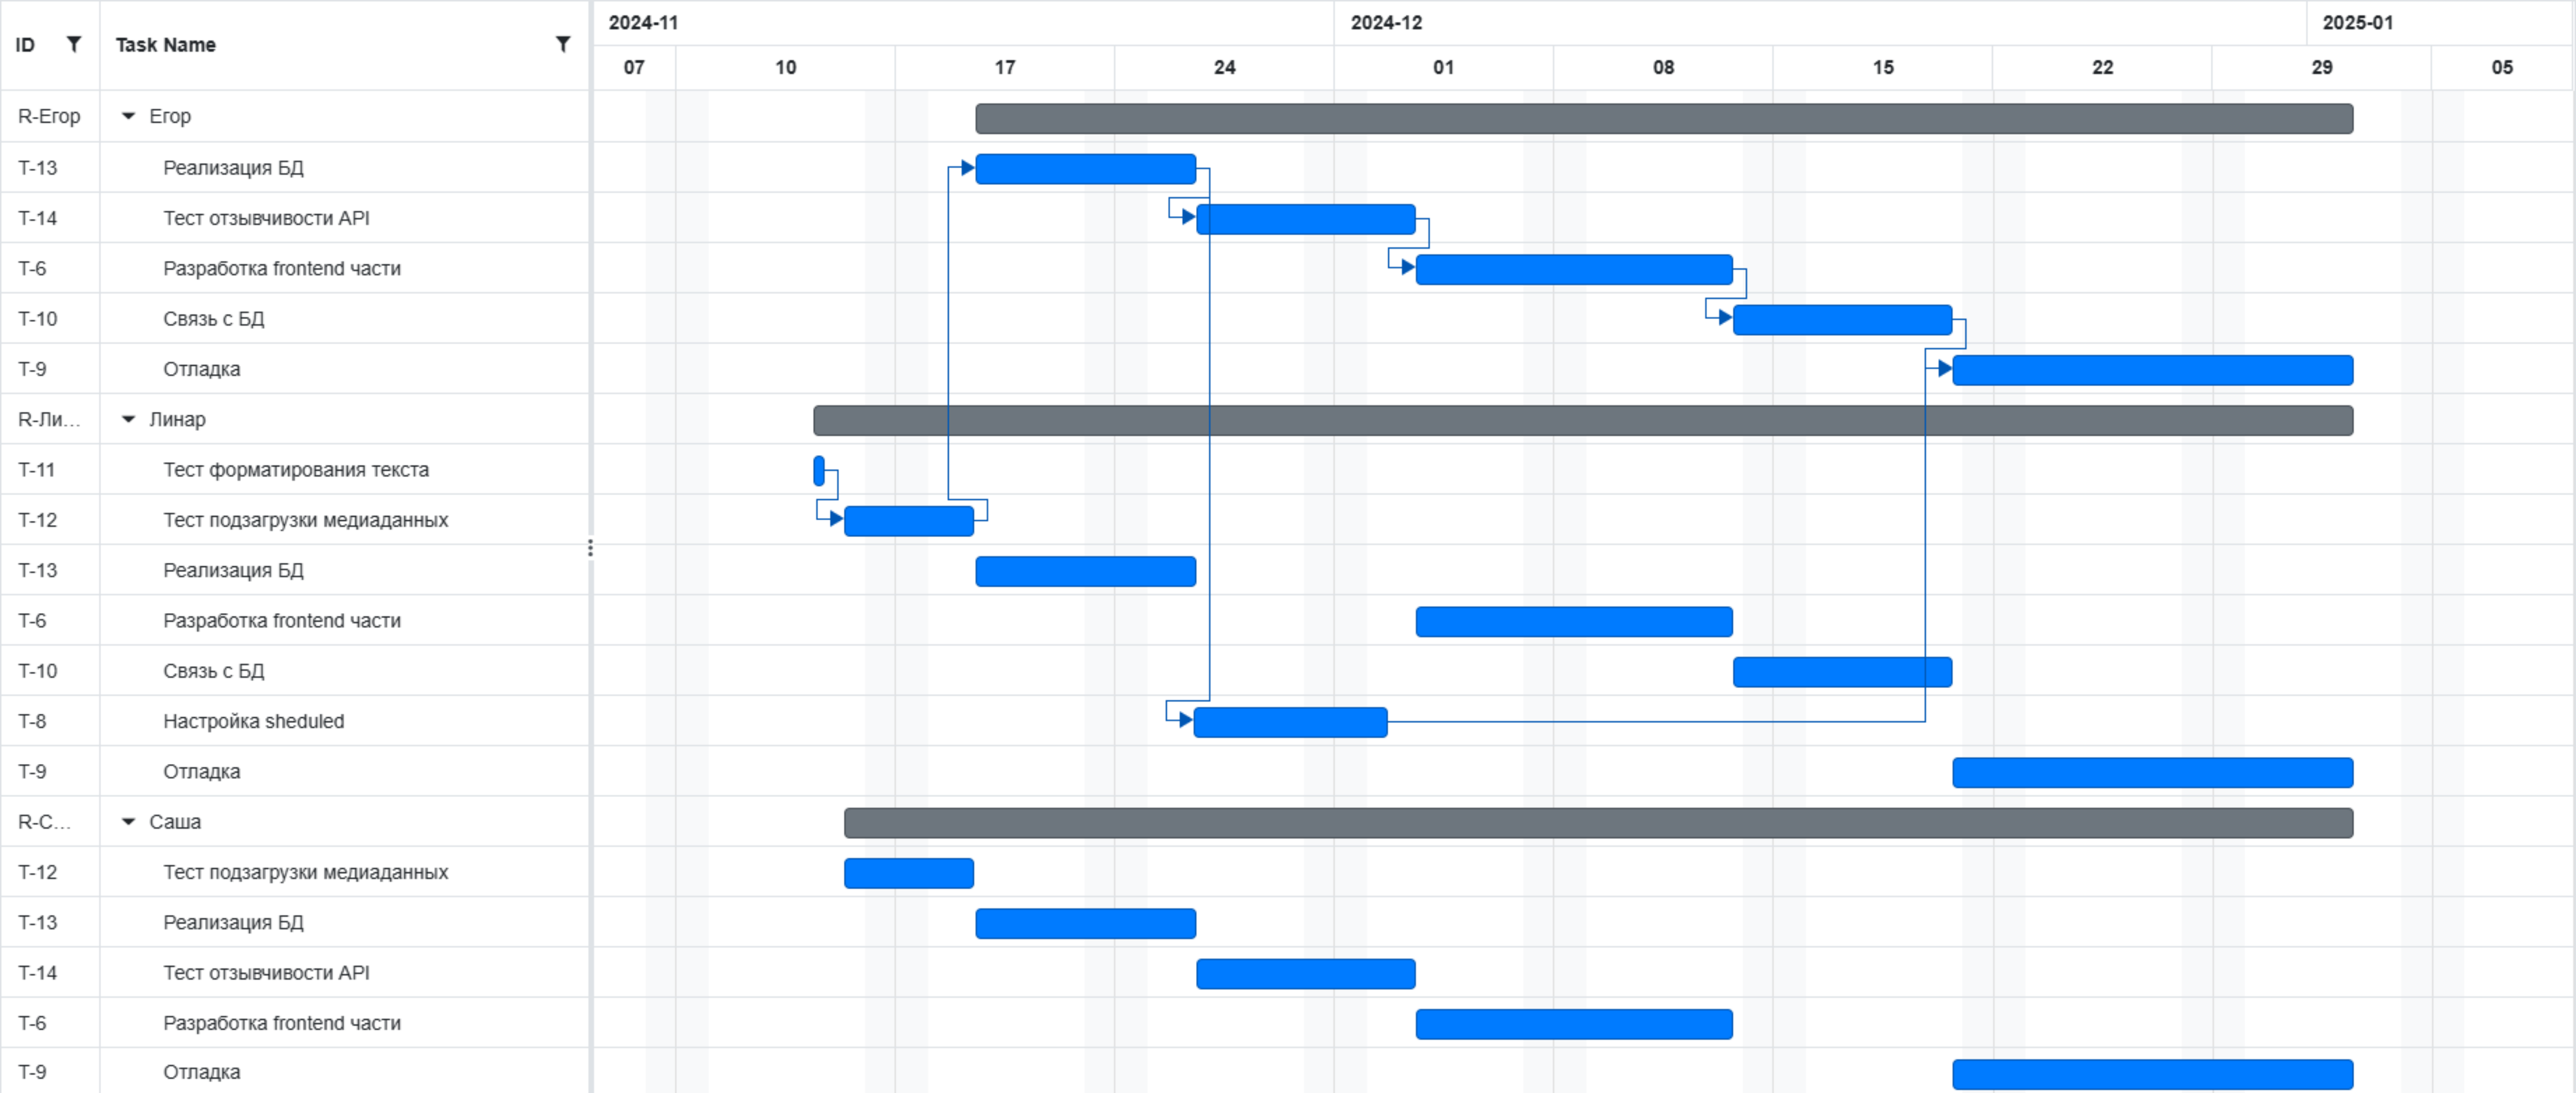 ID Task Name 2024-11 2024-12 2025-01
07 10 17 24 01 08 15 22 29 05
R-Егор Егор
T-13 Реализация БД
T-14 Тест отзывчивости API
T-6 Разработка frontend части
T-10 Связь с БД
T-9 Отладка
R-Ли... Линар
T-11 Тест форматирования текста
T-12 Тест подзагрузки медиаданных
T-13 Реализация БД
T-6 Разработка frontend части
T-10 Связь с БД
T-8 Настройка sheduled
T-9 Отладка
R-С... Саша
T-12 Тест подзагрузки медиаданных
T-13 Реализация БД
T-14 Тест отзывчивости API
T-6 Разработка frontend части
T-9 Отладка